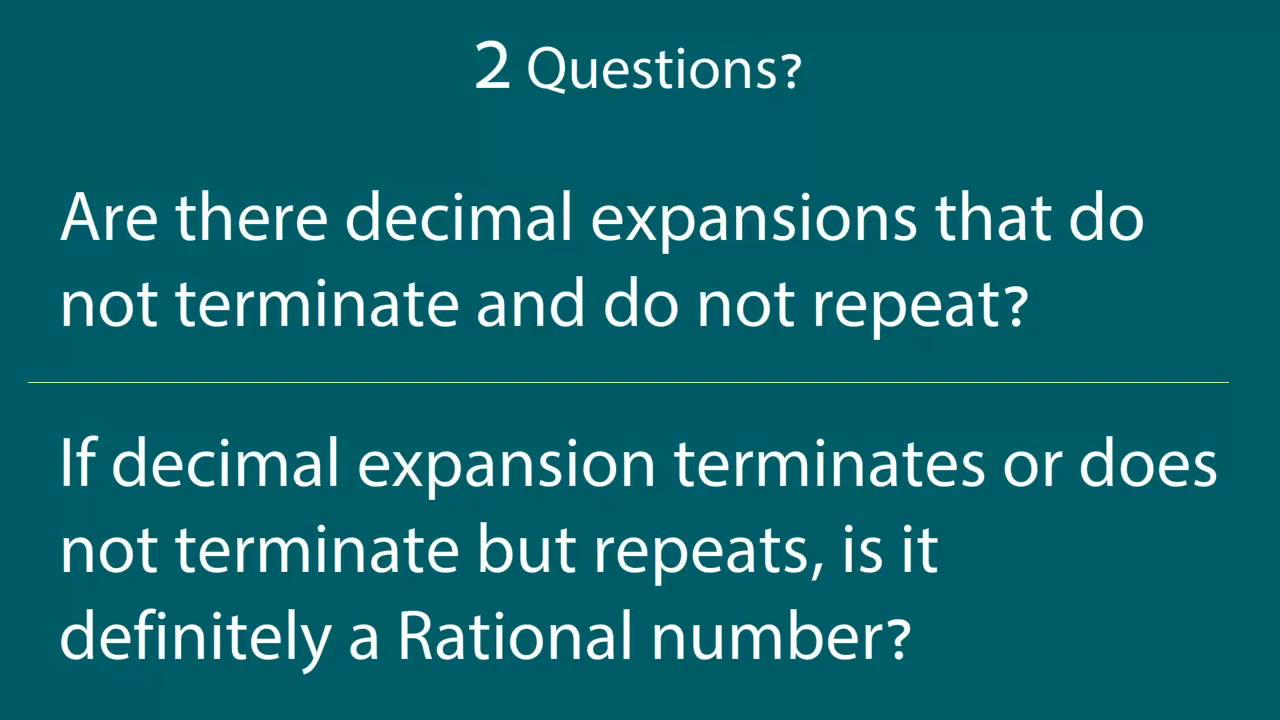 2 Questions?
Are there decimal expansions that do
not terminate and do not repeat?
If decimal expansion terminates or does
not terminate but repeats, is it
definitely a Rational number?